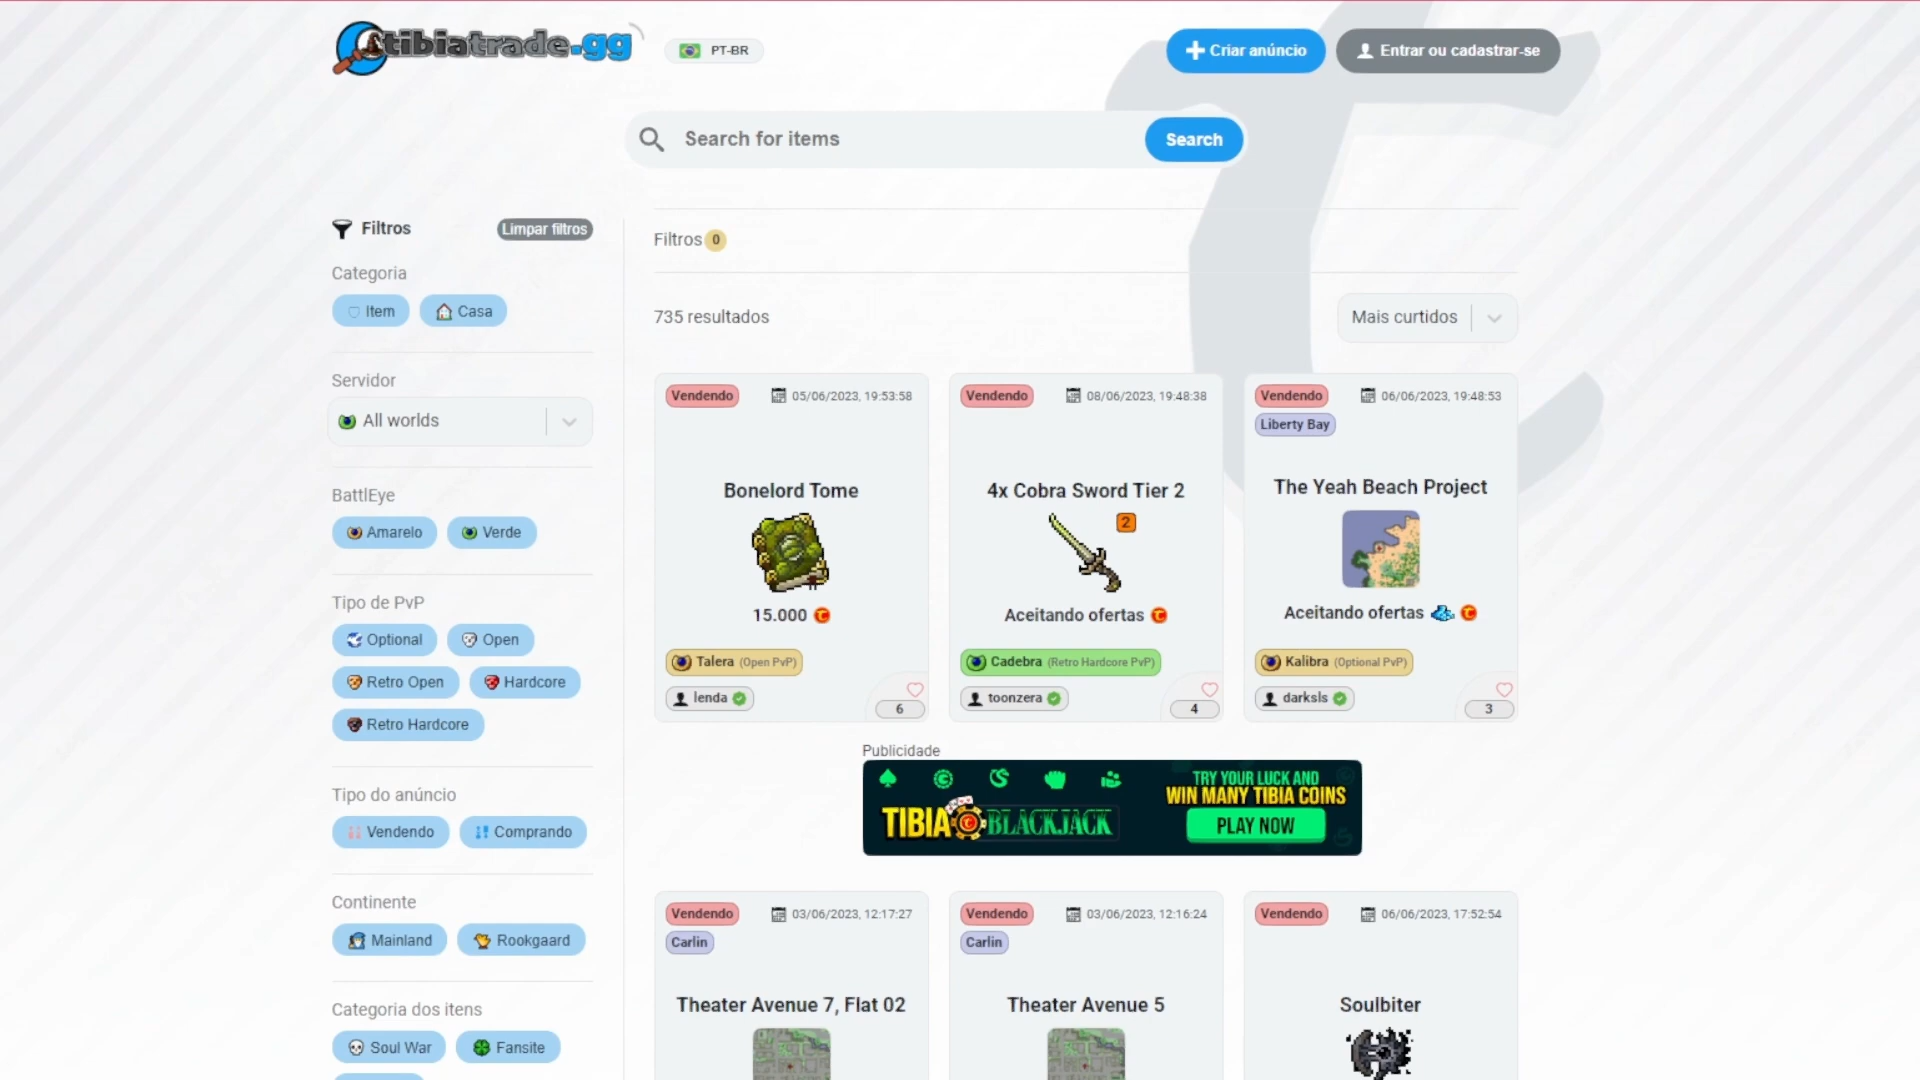 tibiatrade.gg
PT-BR
Criar anúncio
Entrar ou cadastrar-se
Search for items
Search
Filtros
Limpar filtros
Categoria
Item
Casa
Servidor
All worlds
BattlEye
Amarelo
Verde
Tipo de PvP
Optional
Open
Retro Open
Hardcore
Retro Hardcore
Tipo do anúncio
Vendendo
Comprando
Continente
Mainland
Rookgaard
Categoria dos itens
Soul War
Fansite
Filtros 0
735 resultados
Mais curtidos
Vendendo
05/06/2023, 19:53:58
Bonelord Tome
15.000
Talera (Open PvP)
lenda
6
Vendendo
08/06/2023, 19:48:38
4x Cobra Sword Tier 2
2
Aceitando ofertas
Cadebra (Retro Hardcore PvP)
toonzera
4
Vendendo
06/06/2023, 19:48:53
Liberty Bay
The Yeah Beach Project
Aceitando ofertas
Kalibra (Optional PvP)
darksls
3
Publicidade
TIBIA BLACKJACK
TRY YOUR LUCK AND
WIN MANY TIBIA COINS
PLAY NOW
Vendendo
03/06/2023, 12:17:27
Carlin
Theater Avenue 7, Flat 02
Vendendo
03/06/2023, 12:16:24
Carlin
Theater Avenue 5
Vendendo
06/06/2023, 17:52:54
Soulbiter